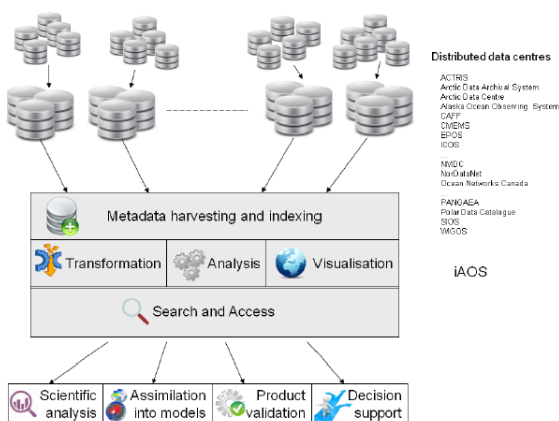 Distributed data centres
ACTRIS
Arctic Data Archival System
Arctic Data Centre
Alaska Ocean Observing System
CAFF
CMEMS
EPOS
ICOS
...
NMDC
NorDataNet
Ocean Networks Canada
...
PANGAEA
Polar Data Catalogue
SIOS
WIGOS
iAOS
Metadata harvesting and indexing
Transformation
Analysis
Visualisation
Search and Access
Scientific
analysis
Assimilation
into models
Product
validation
Decision
support